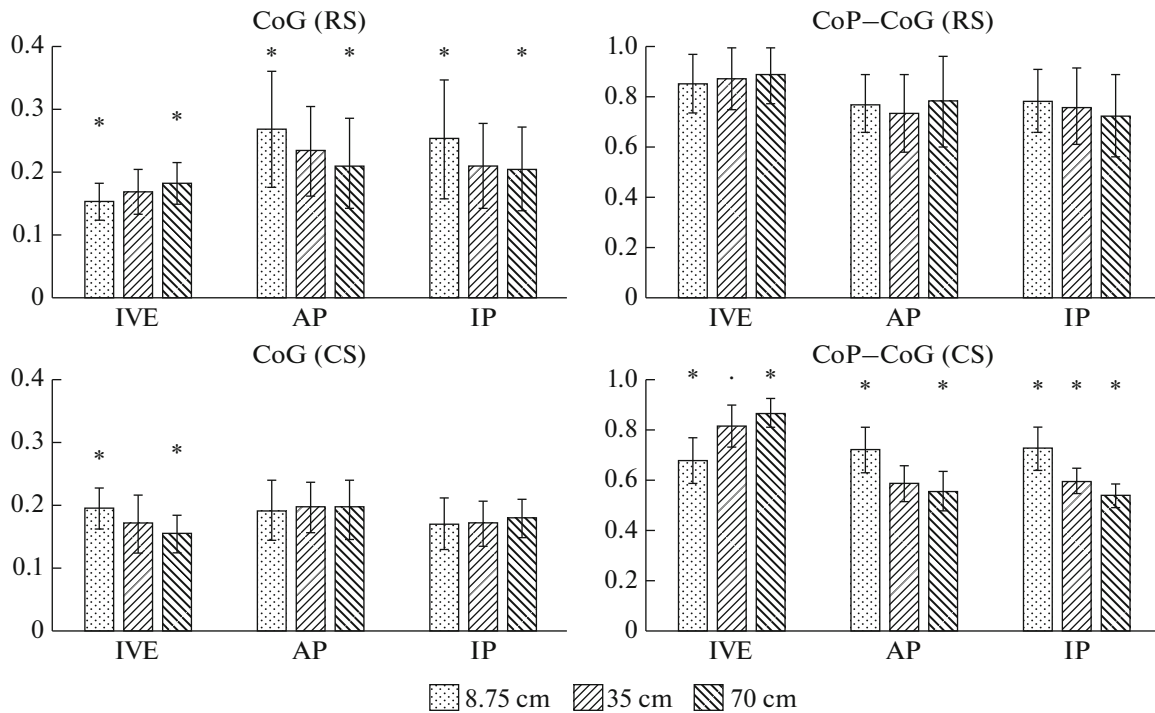 CoG (RS)
0.4
0.3
0.2
0.1
0
* * * * * *
IVE AP IP
CoP–CoG (RS)
1.0
0.8
0.6
0.4
0.2
0
IVE AP IP
CoG (CS)
0.4
0.3
0.2
0.1
0
* *
IVE AP IP
CoP–CoG (CS)
1.0
0.8
0.6
0.4
0.2
0
* . * * * * * *
IVE AP IP
8.75 cm 35 cm 70 cm